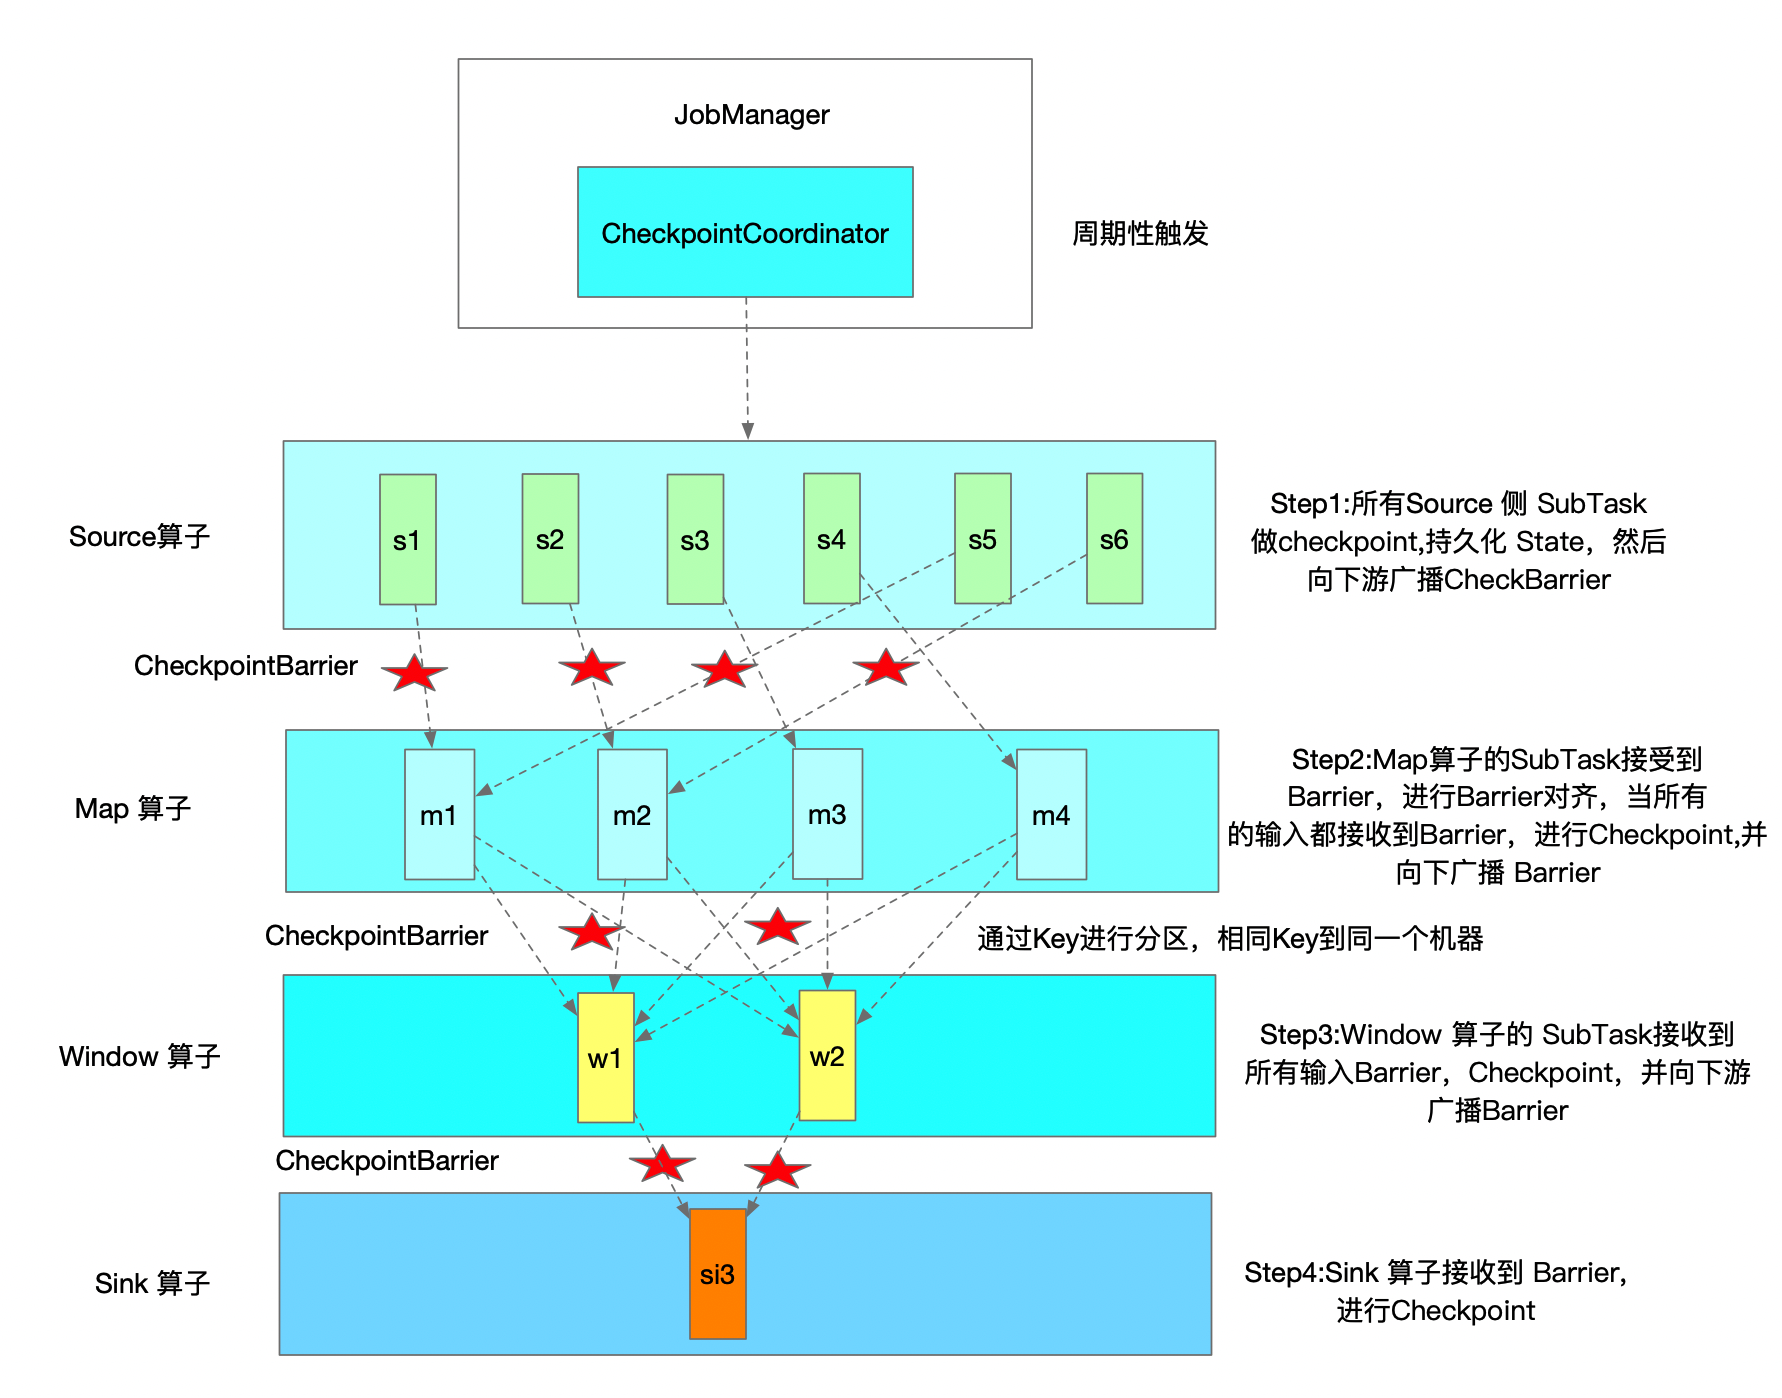 JobManager
CheckpointCoordinator
周期性触发
Source算子
s1
s2
s3
s4
s5
s6
Step1:所有Source 侧 SubTask
做checkpoint,持久化 State，然后
向下游广播CheckBarrier
CheckpointBarrier
Map 算子
m1
m2
m3
m4
Step2:Map算子的SubTask接受到
Barrier，进行Barrier对齐，当所有
的输入都接收到Barrier，进行Checkpoint,并
向下广播 Barrier
CheckpointBarrier
通过Key进行分区，相同Key到同一个机器
Window 算子
w1
w2
Step3:Window 算子的 SubTask接收到
所有输入Barrier，Checkpoint，并向下游
广播Barrier
CheckpointBarrier
Sink 算子
si3
Step4:Sink 算子接收到 Barrier,
进行Checkpoint